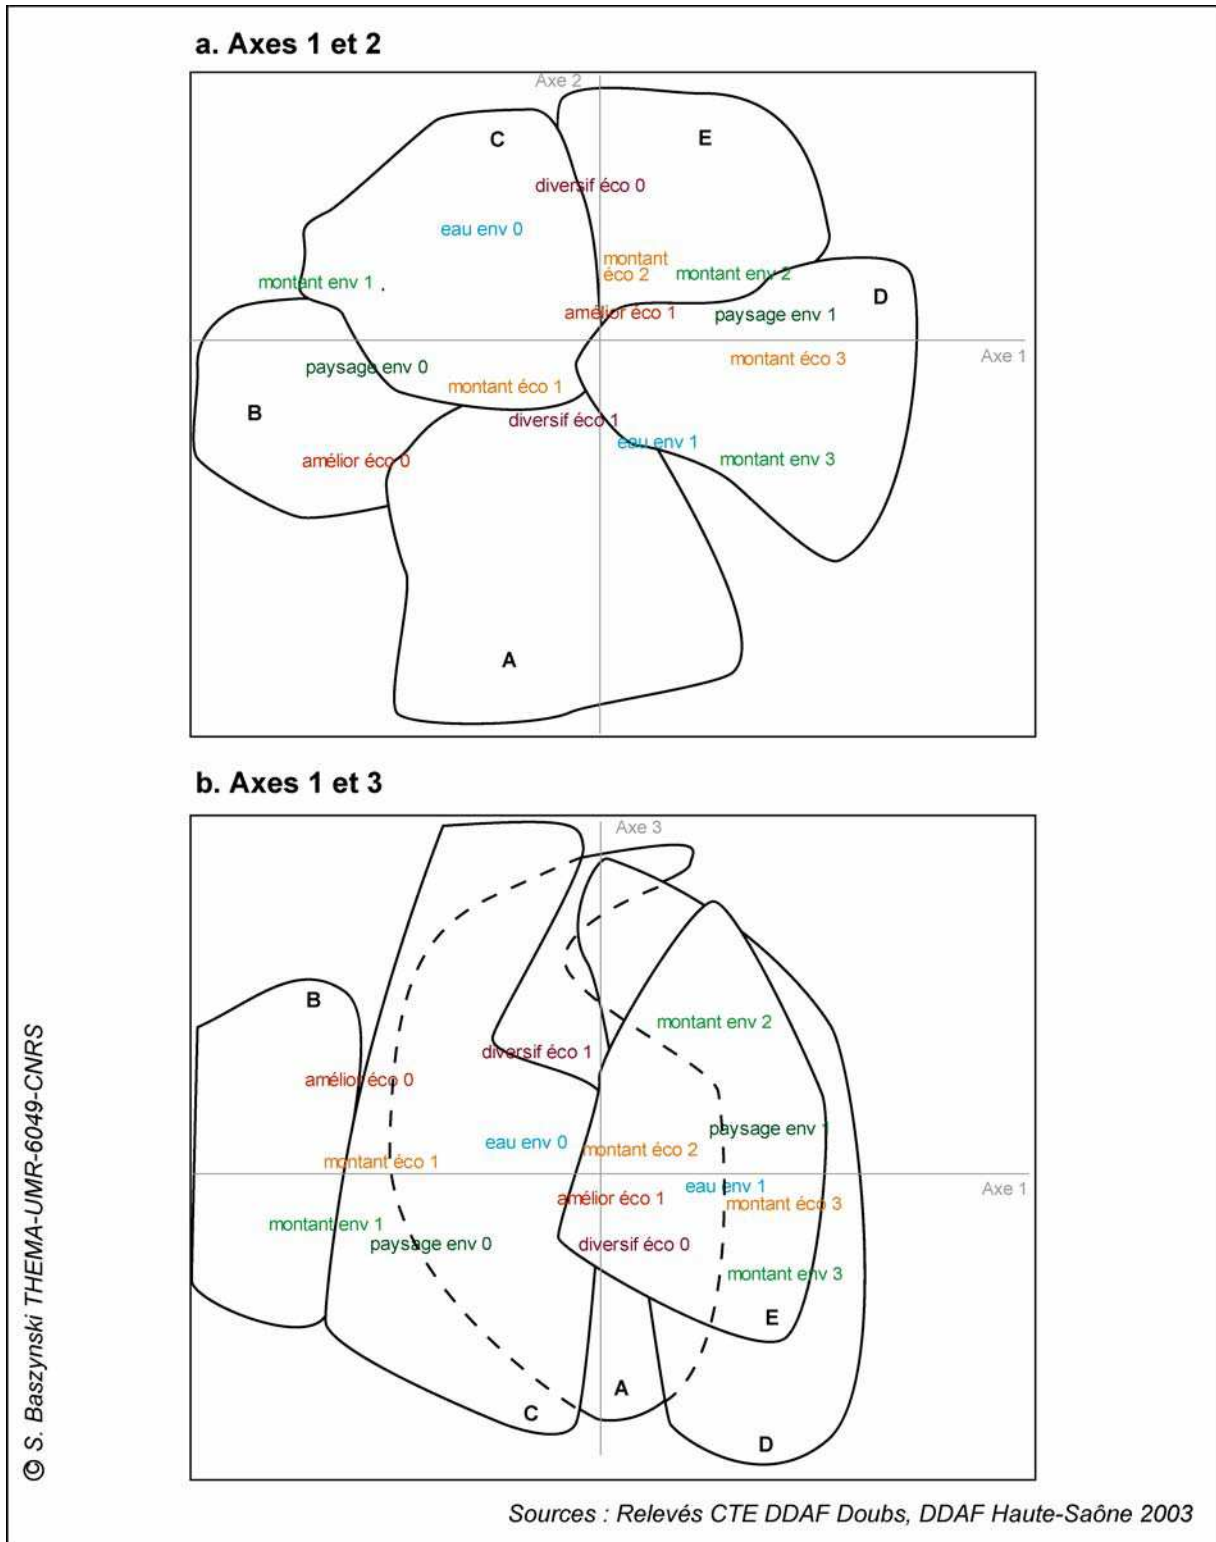 a. Axes 1 et 2
Axe 2
C
E
diversif éco 0
eau env 0
montant
éco 2
montant env 2
montant env 1
D
amélior éco 1
paysage env 1
Axe 1
montant éco 3
paysage env 0
montant éco 1
B
diversif éco 1
eau env 1
amélior éco 0
montant env 3
A
b. Axes 1 et 3
Axe 3
B
montant env 2
diversif éco 1
amélior éco 0
paysage env 1
eau env 0
montant éco 2
montant éco 1
Axe 1
eau env 1
amélior éco 1
montant éco 3
montant env 1
paysage env 0
diversif éco 0
montant env 3
E
A
C
D
© S. Baszynski THEMA-UMR-6049-CNRS
Sources : Relevés CTE DDAF Doubs, DDAF Haute-Saône 2003